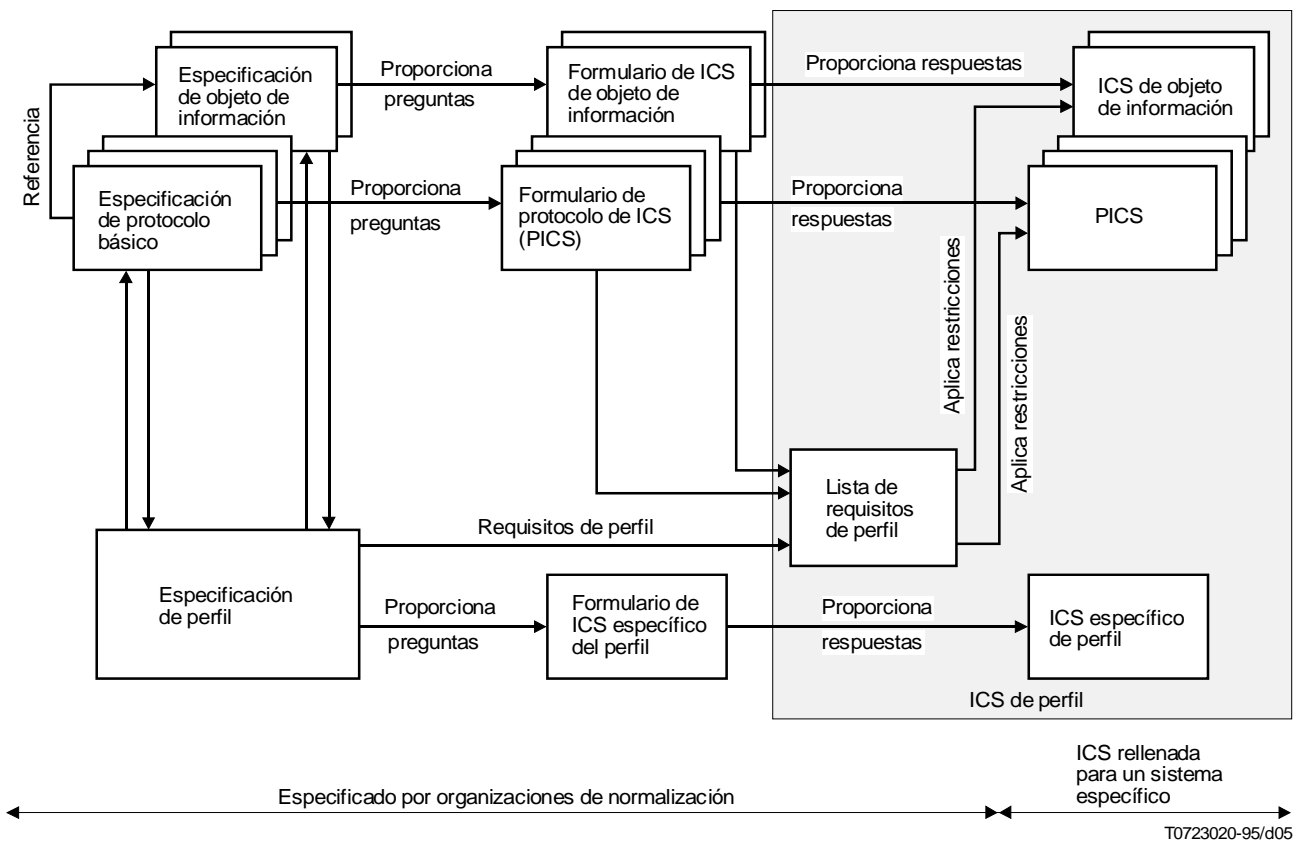 Referencia
Especificación
de objeto de
información
Proporciona
preguntas
Formulario de ICS
de objeto de
información
Proporciona respuestas
ICS de objeto
de información
Especificación
de protocolo
básico
Proporciona
preguntas
Formulario de
protocolo de ICS
(PICS)
Proporciona
respuestas
PICS
Aplica restricciones
Aplica restricciones
Lista de
requisitos
de perfil
Requisitos de perfil
Especificación
de perfil
Proporciona
preguntas
Formulario de
ICS específico
del perfil
Proporciona
respuestas
ICS específico
de perfil
ICS de perfil
Especificado por organizaciones de normalización
ICS rellenada
para un sistema
específico
T0723020-95/d05